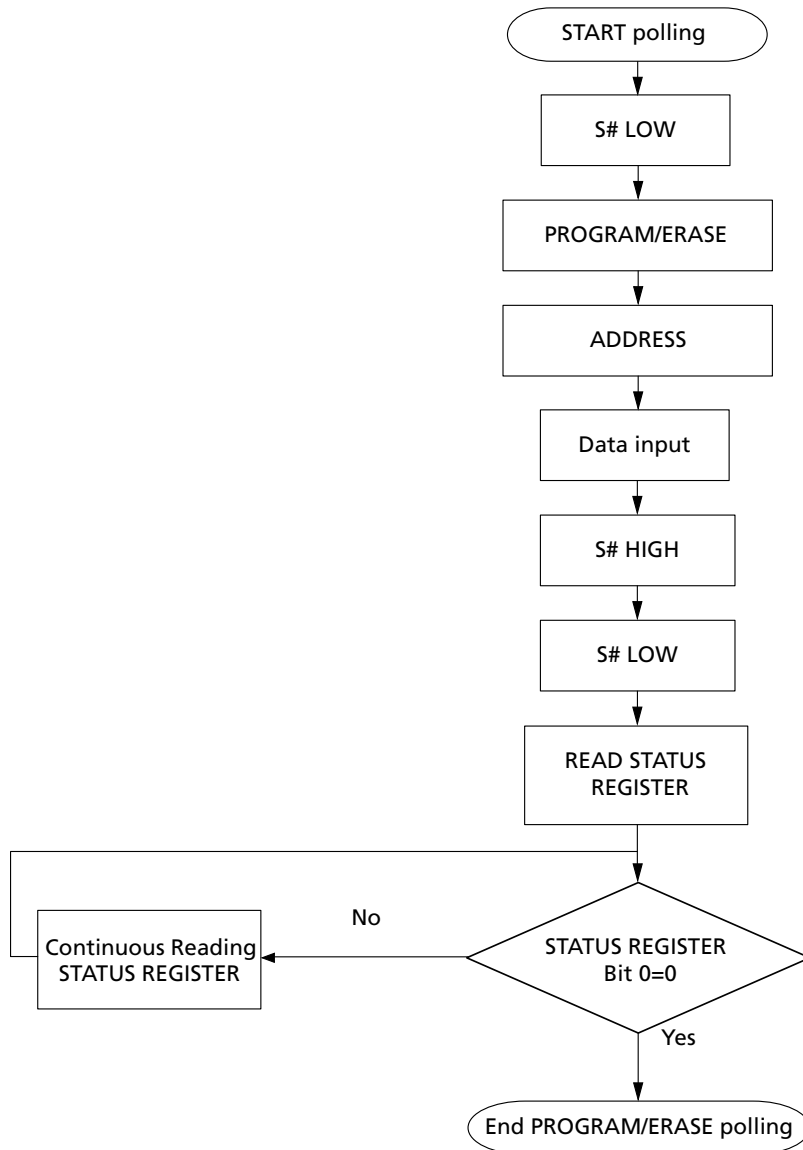 START polling
S# LOW
PROGRAM/ERASE
ADDRESS
Data input
S# HIGH
S# LOW
READ STATUS
REGISTER
No
Continuous Reading
STATUS REGISTER
STATUS REGISTER
Bit 0=0
Yes
End PROGRAM/ERASE polling